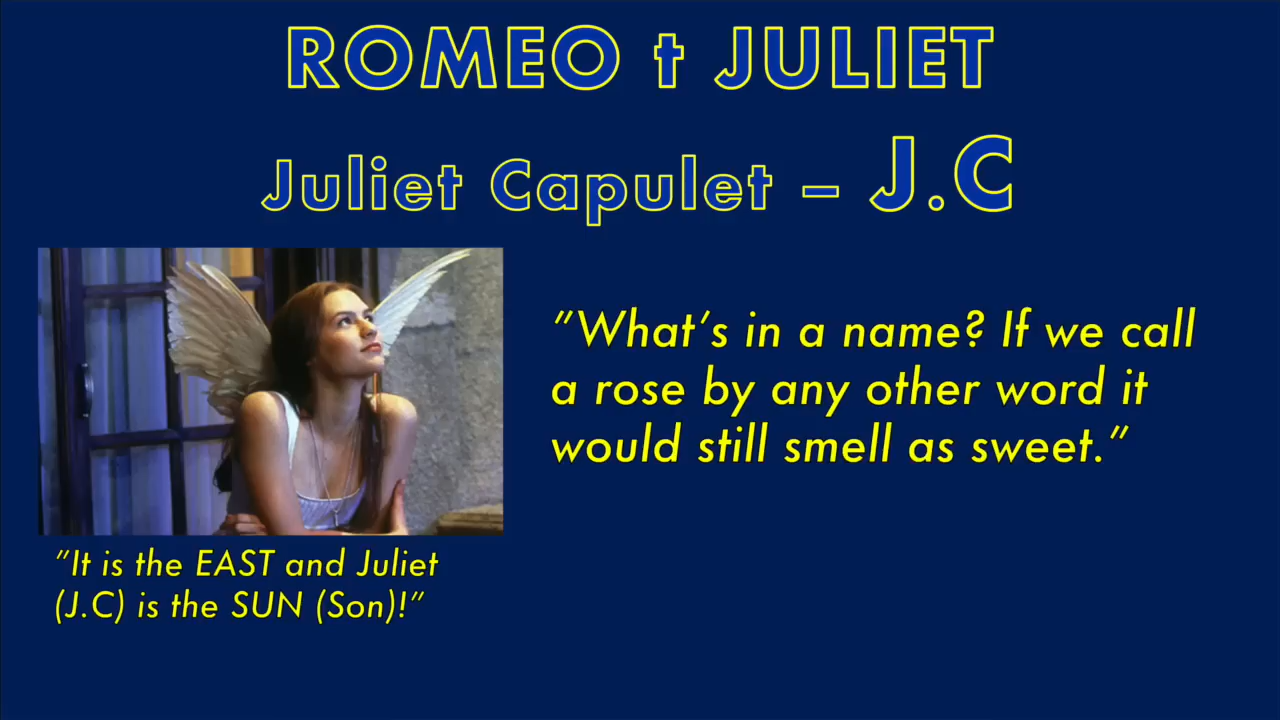 ROMEO t JULIET
Juliet Capulet – J.C
"What's in a name? If we call
a rose by any other word it
would still smell as sweet."
"It is the EAST and Juliet
(J.C) is the SUN (Son)!"